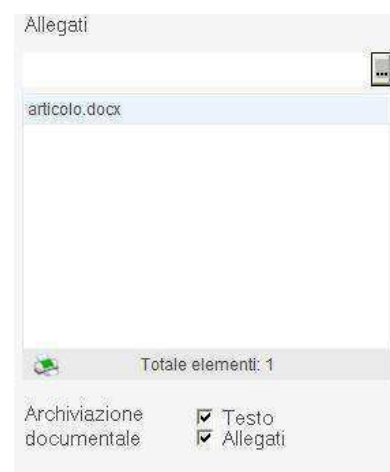 Allegati
...
articolo.docx
Totale elementi: 1
Archiviazione documentale
Testo
Allegati